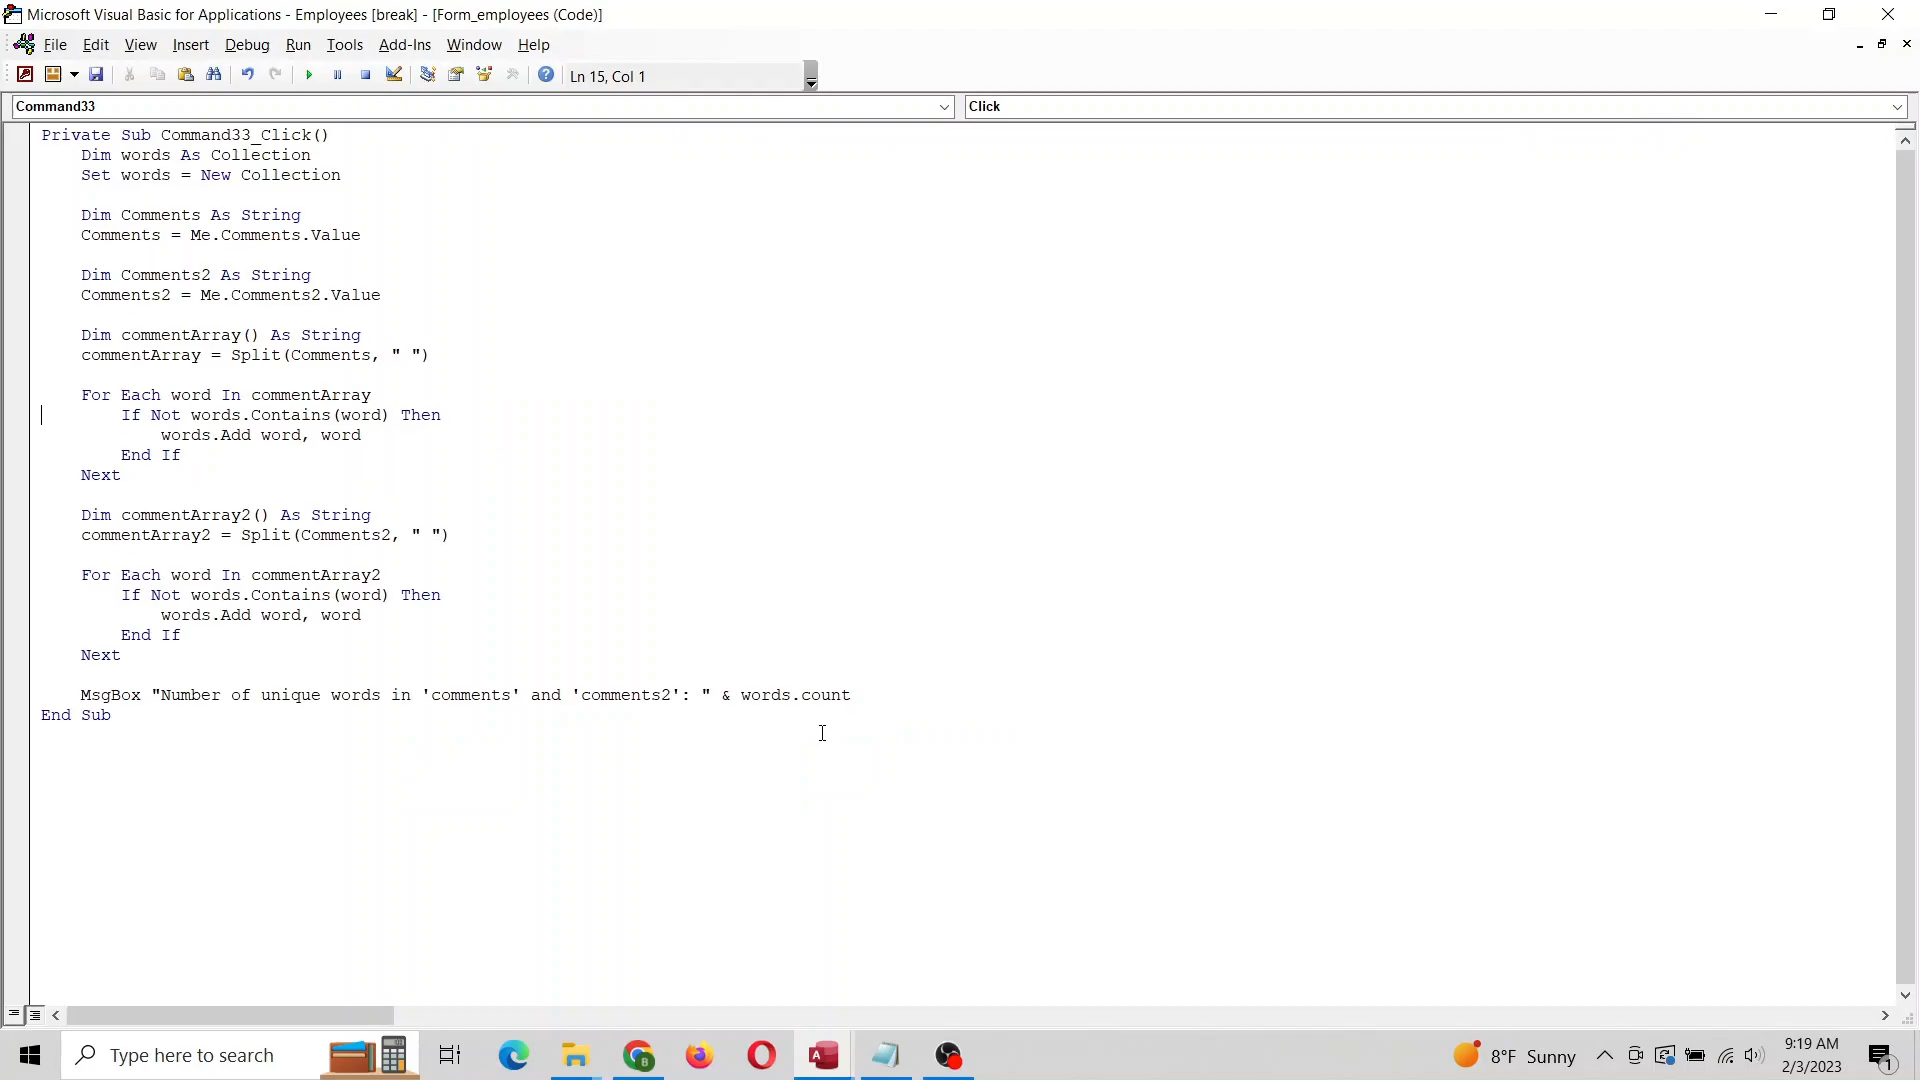 Microsoft Visual Basic for Applications - Employees [break] - [Form_employees (Code)]
File Edit View Insert Debug Run Tools Add-Ins Window Help
Ln 15, Col 1
Command33 Click
Private Sub Command33_Click()
    Dim words As Collection
    Set words = New Collection
    Dim Comments As String
    Comments = Me.Comments.Value
    Dim Comments2 As String
    Comments2 = Me.Comments2.Value
    Dim commentArray() As String
    commentArray = Split(Comments, " ")
    For Each word In commentArray
        If Not words.Contains(word) Then
            words.Add word, word
        End If
    Next
    Dim commentArray2() As String
    commentArray2 = Split(Comments2, " ")
    For Each word In commentArray2
        If Not words.Contains(word) Then
            words.Add word, word
        End If
    Next
    MsgBox "Number of unique words in 'comments' and 'comments2': " & words.count
End Sub
Type here to search
8°F Sunny
9:19 AM
2/3/2023
1